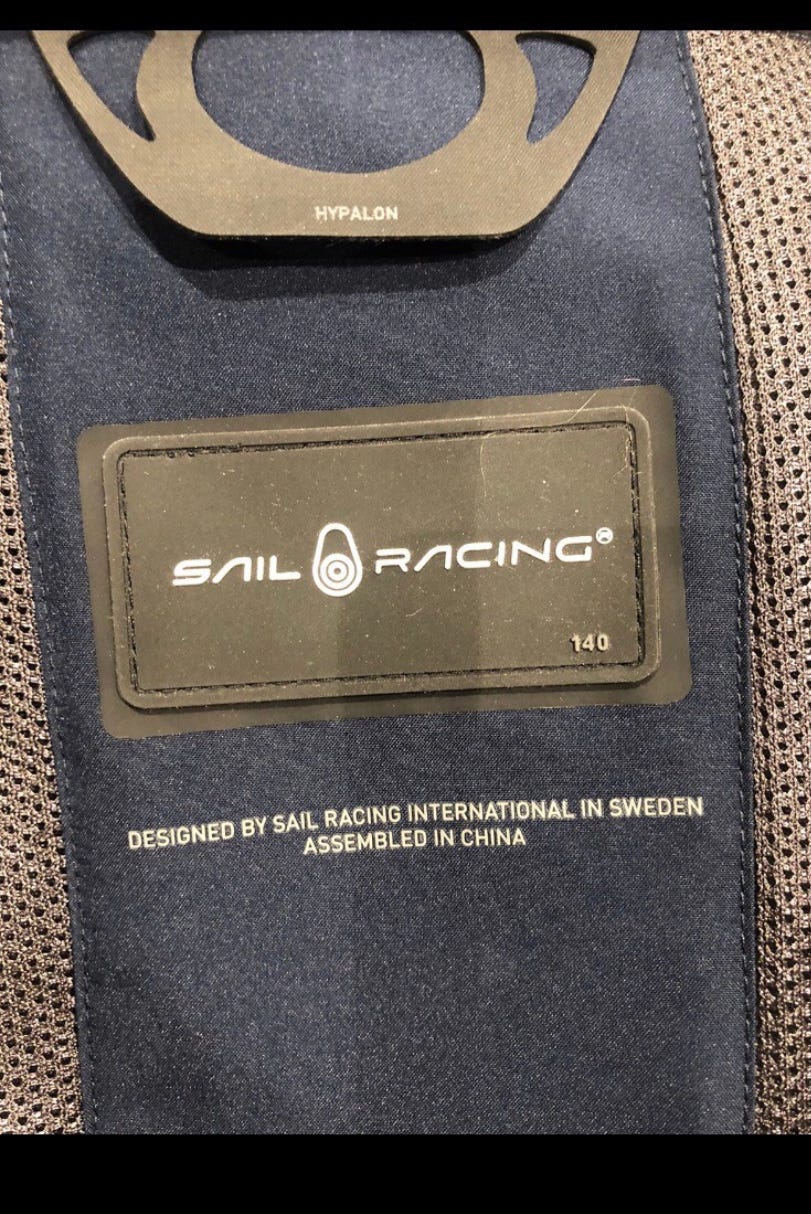 HYPALON
SAIL RACING®
140
DESIGNED BY SAIL RACING INTERNATIONAL IN SWEDEN
ASSEMBLED IN CHINA